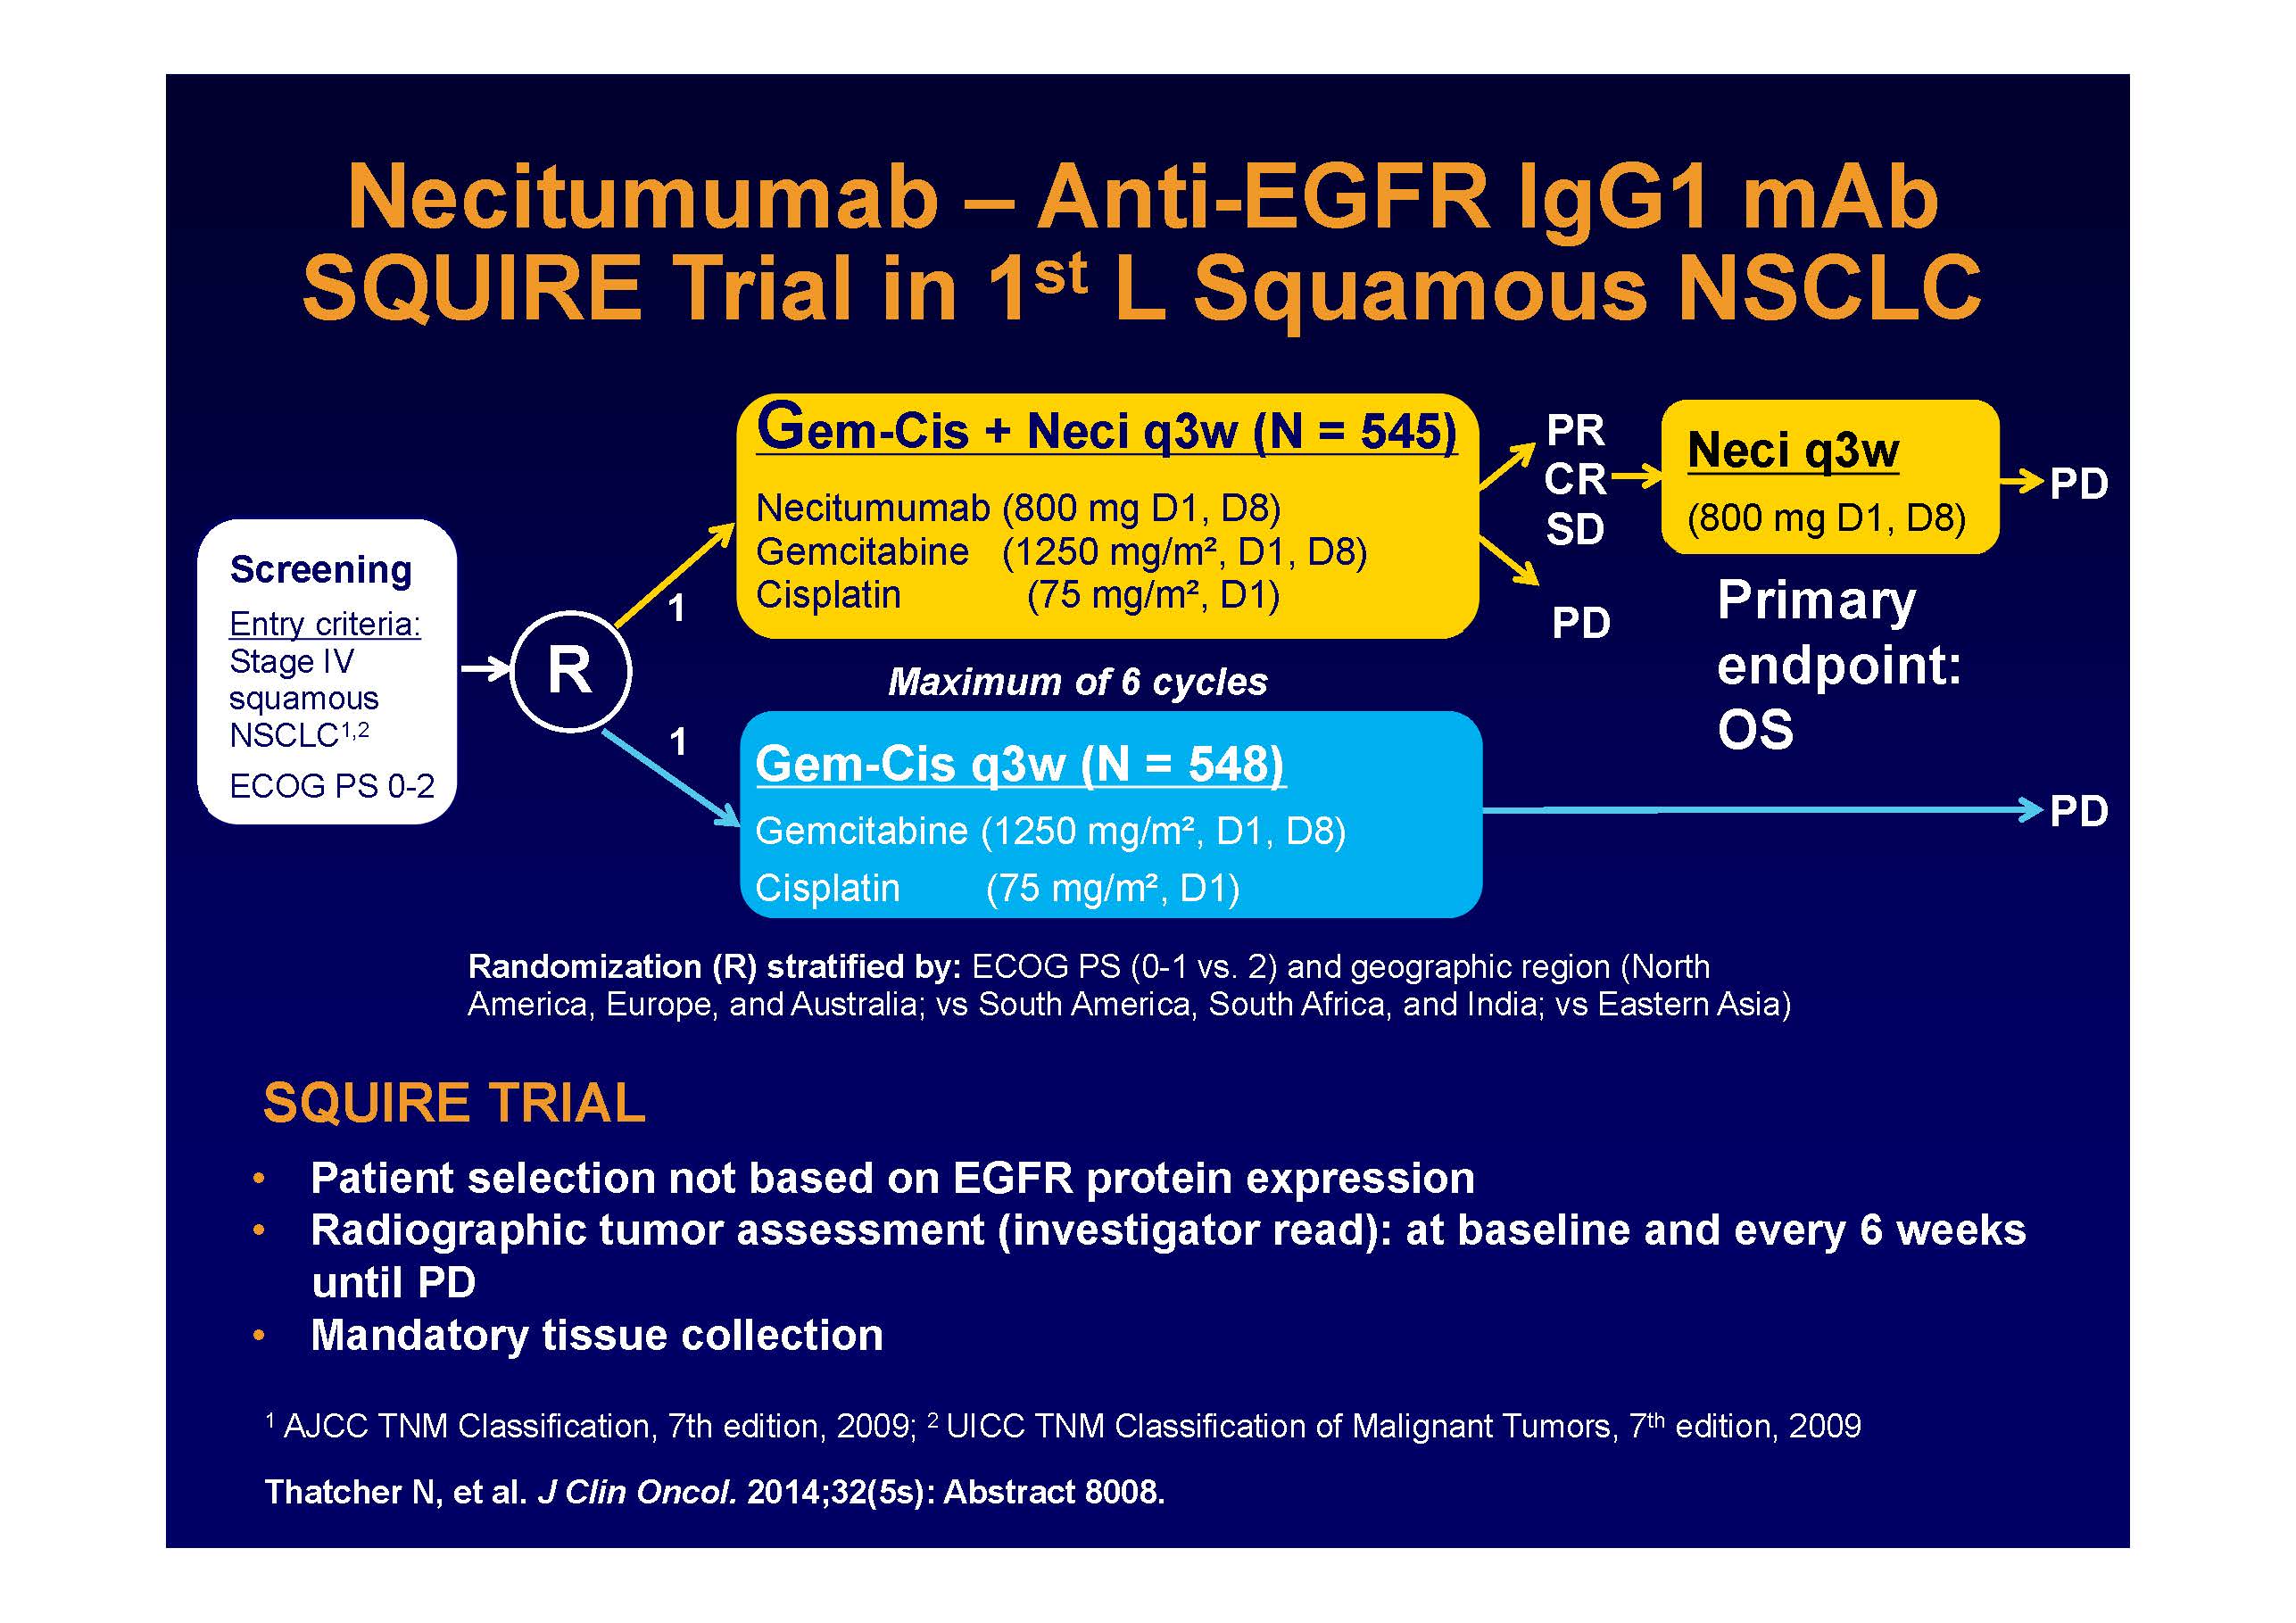 Necitumumab – Anti-EGFR IgG1 mAb
SQUIRE Trial in 1st L Squamous NSCLC
Screening
Entry criteria:
Stage IV
squamous
NSCLC1,2
ECOG PS 0-2
R
1
1
Gem-Cis + Neci q3w (N = 545)
Necitumumab (800 mg D1, D8)
Gemcitabine (1250 mg/m², D1, D8)
Cisplatin (75 mg/m², D1)
Maximum of 6 cycles
Gem-Cis q3w (N = 548)
Gemcitabine (1250 mg/m², D1, D8)
Cisplatin (75 mg/m², D1)
PR
CR
SD
PD
Neci q3w
(800 mg D1, D8)
PD
Primary
endpoint:
OS
PD
Randomization (R) stratified by: ECOG PS (0-1 vs. 2) and geographic region (North
America, Europe, and Australia; vs South America, South Africa, and India; vs Eastern Asia)
SQUIRE TRIAL
• Patient selection not based on EGFR protein expression
• Radiographic tumor assessment (investigator read): at baseline and every 6 weeks
until PD
• Mandatory tissue collection
1 AJCC TNM Classification, 7th edition, 2009; 2 UICC TNM Classification of Malignant Tumors, 7th edition, 2009
Thatcher N, et al. J Clin Oncol. 2014;32(5s): Abstract 8008.